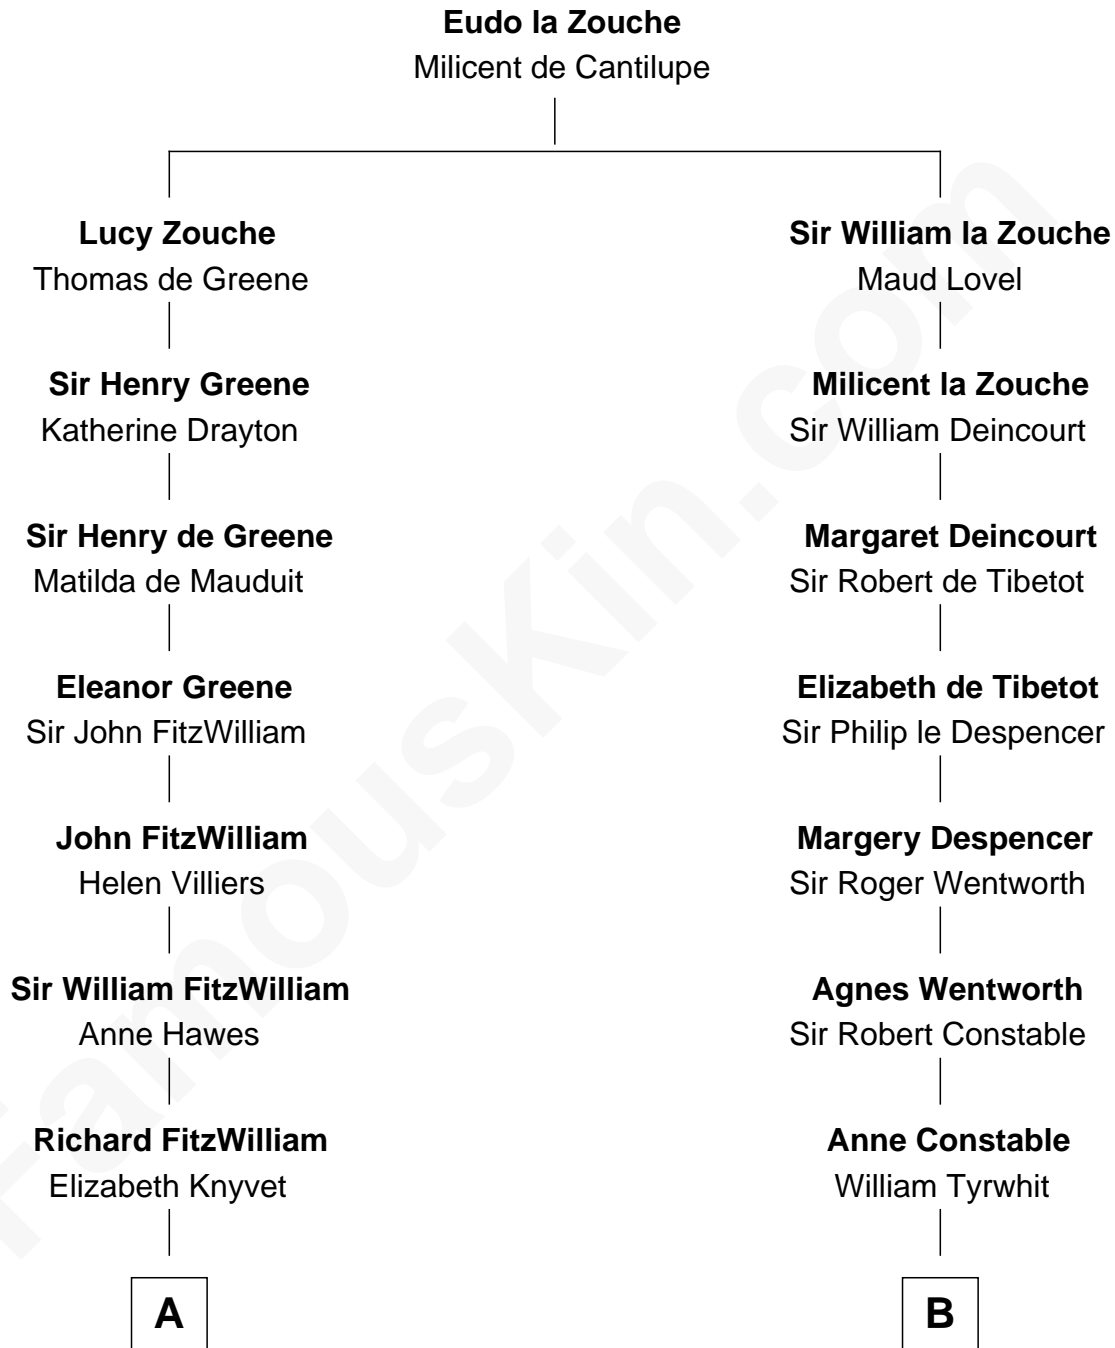 Eudo la Zouche
Milicent de Cantilupe
Lucy Zouche
Thomas de Greene
Sir Henry Greene
Katherine Drayton
Sir Henry de Greene
Matilda de Mauduit
Eleanor Greene
Sir John FitzWilliam
John FitzWilliam
Helen Villiers
Sir William FitzWilliam
Anne Hawes
Richard FitzWilliam
Elizabeth Knyvet
A
Sir William la Zouche
Maud Lovel
Milicent la Zouche
Sir William Deincourt
Margaret Deincourt
Sir Robert de Tibetot
Elizabeth de Tibetot
Sir Philip le Despencer
Margery Despencer
Sir Roger Wentworth
Agnes Wentworth
Sir Robert Constable
Anne Constable
William Tyrwhit
B
FamousKin.com